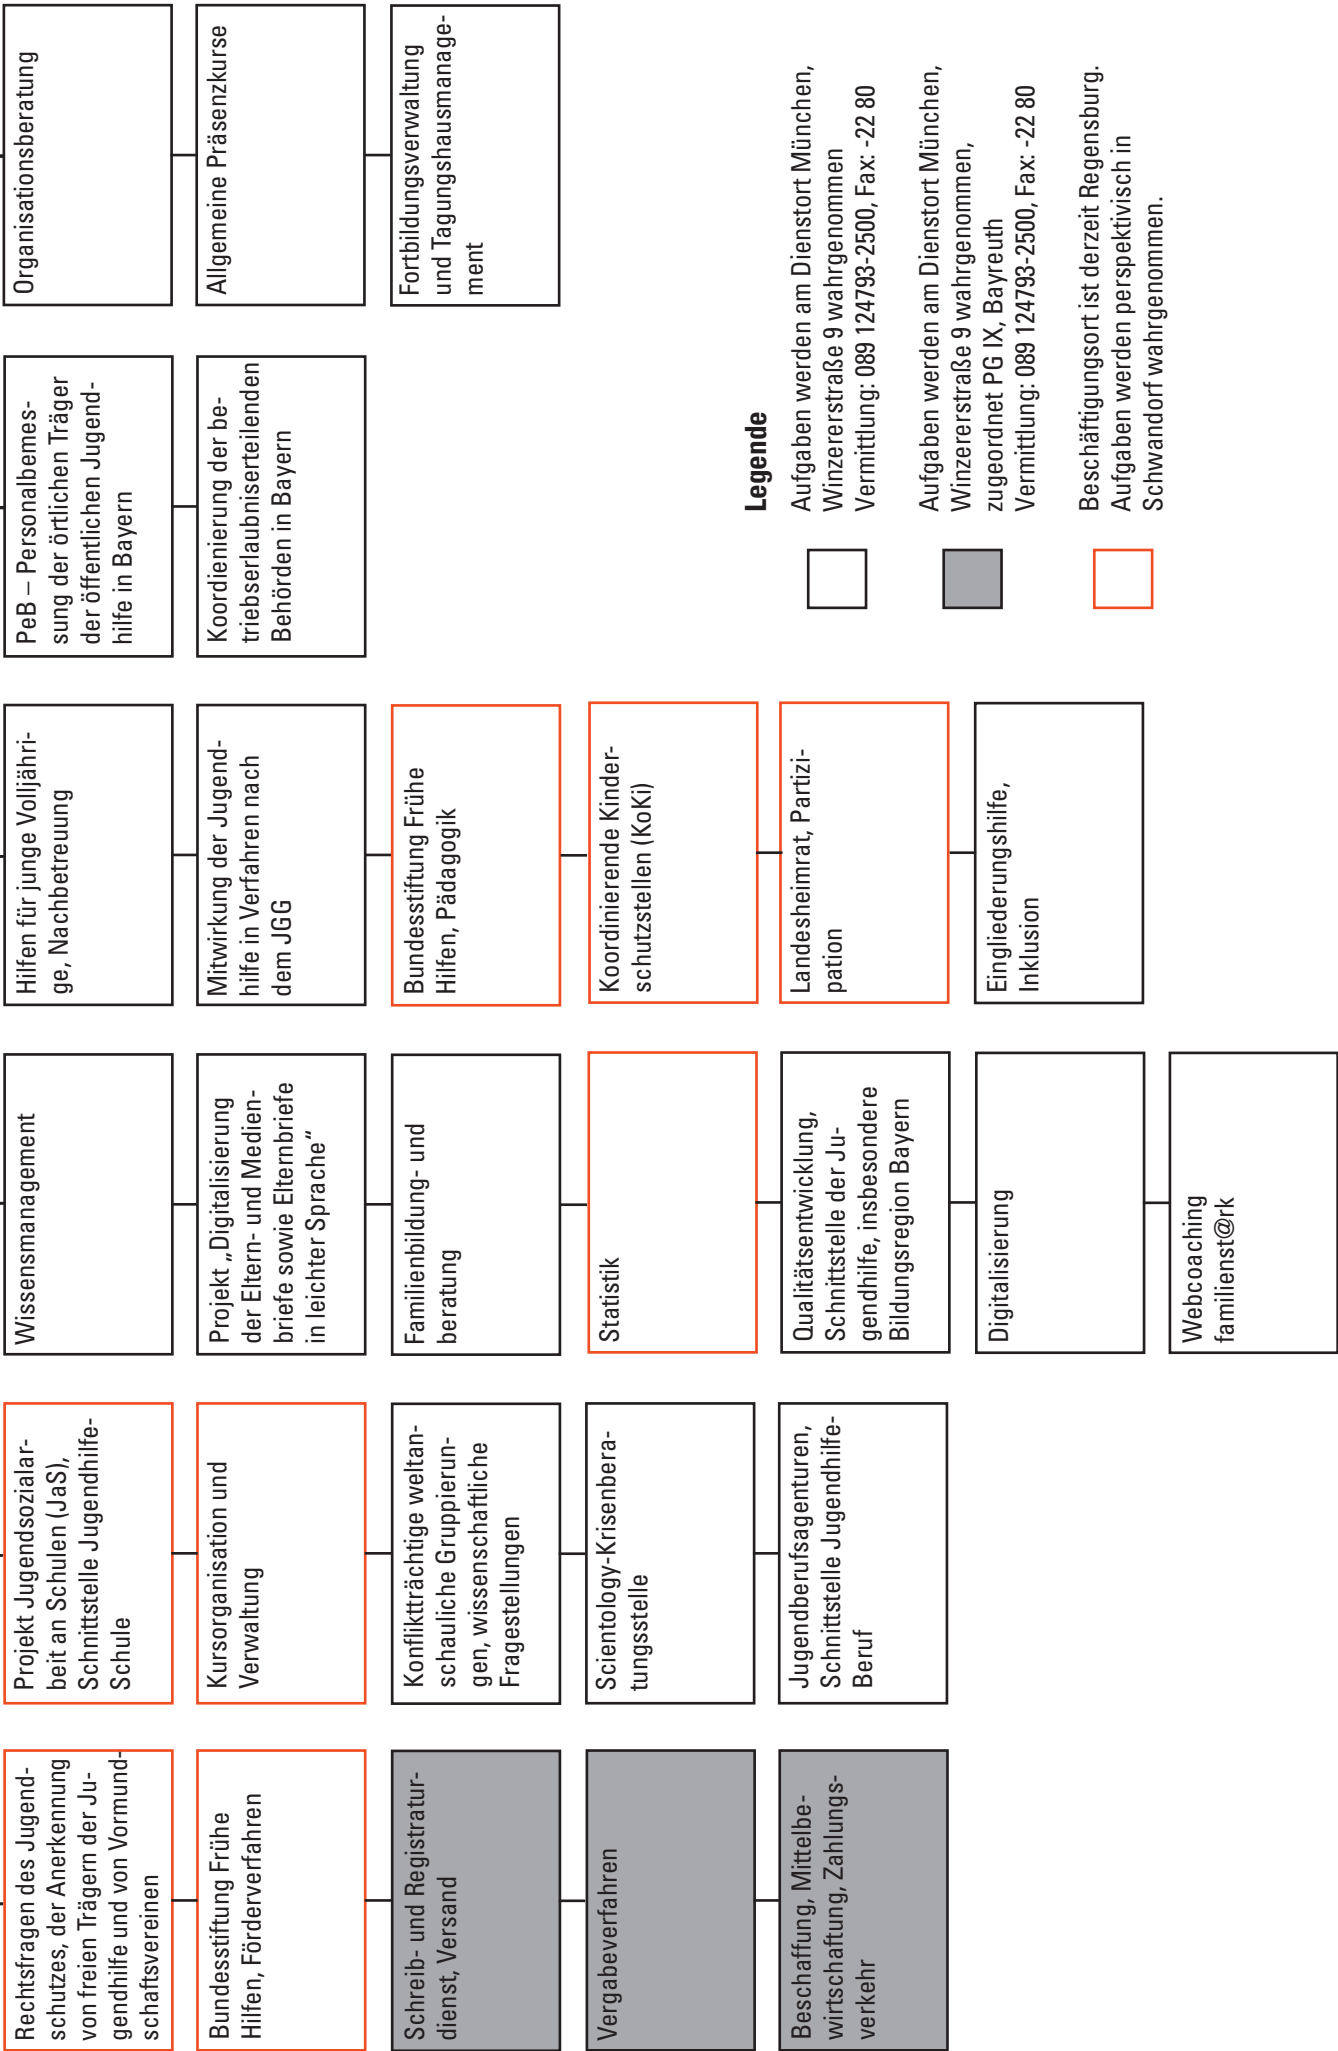 Rechtsfragen des Jugend-
schutzes, der Anerkennung
von freien Trägern der Ju-
gendhilfe und von Vormund-
schaftsvereinen
Bundesstiftung Frühe
Hilfen, Förderverfahren
Schreib- und Registratur-
dienst, Versand
Vergabeverfahren
Beschaffung, Mittelbe-
wirtschaftung, Zahlungs-
verkehr
Projekt Jugendsozialar-
beit an Schulen (JaS),
Schnittstelle Jugendhilfe-
Schule
Kursorganisation und
Verwaltung
Konfliktträchtige weltan-
schauliche Gruppierun-
gen, wissenschaftliche
Fragestellungen
Scientology-Krisenbera-
tungsstelle
Jugendberufsagenturen,
Schnittstelle Jugendhilfe-
Beruf
Wissensmanagement
Projekt „Digitalisierung
der Eltern- und Medien-
briefe sowie Elternbriefe
in leichter Sprache“
Familienbildung- und
beratung
Statistik
Qualitätsentwicklung,
Schnittstelle der Ju-
gendhilfe, insbesondere
Bildungsregion Bayern
Digitalisierung
Webcoaching
familienst@rk
Hilfen für junge Volljähri-
ge, Nachbetreuung
Mitwirkung der Jugend-
hilfe in Verfahren nach
dem JGG
Bundesstiftung Frühe
Hilfen, Pädagogik
Koordinierende Kinder-
schutzstellen (KoKi)
Landesheimrat, Partizi-
pation
Eingliederungshilfe,
Inklusion
PeB – Personalbemes-
sung der örtlichen Träger
der öffentlichen Jugend-
hilfe in Bayern
Koordienierung der be-
triebserlaubniserteilenden
Behörden in Bayern
Organisationsberatung
Allgemeine Präsenzkurse
Fortbildungsverwaltung
und Tagungshausmanage-
ment
Legende
Aufgaben werden am Dienstort München,
Winzererstraße 9 wahrgenommen
Vermittlung: 089 124793-2500, Fax: -22 80
Aufgaben werden am Dienstort München,
Winzererstraße 9 wahrgenommen,
zugeordnet PG IX, Bayreuth
Vermittlung: 089 124793-2500, Fax: -22 80
Beschäftigungsort ist derzeit Regensburg.
Aufgaben werden perspektivisch in
Schwandorf wahrgenommen.